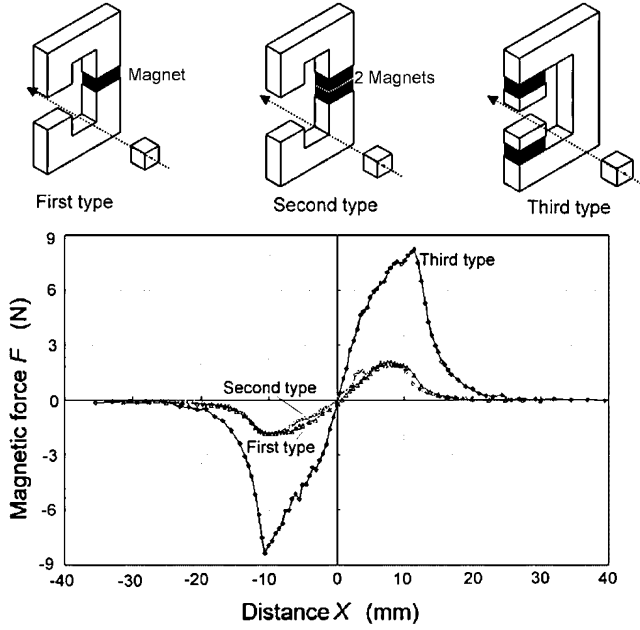 Magnet
2 Magnets
First type
Second type
Third type
9
6
3
0
-3
-6
-9
Magnetic force F (N)
Third type
Second type
First type
-40
-30
-20
-10
0
10
20
30
40
Distance X (mm)